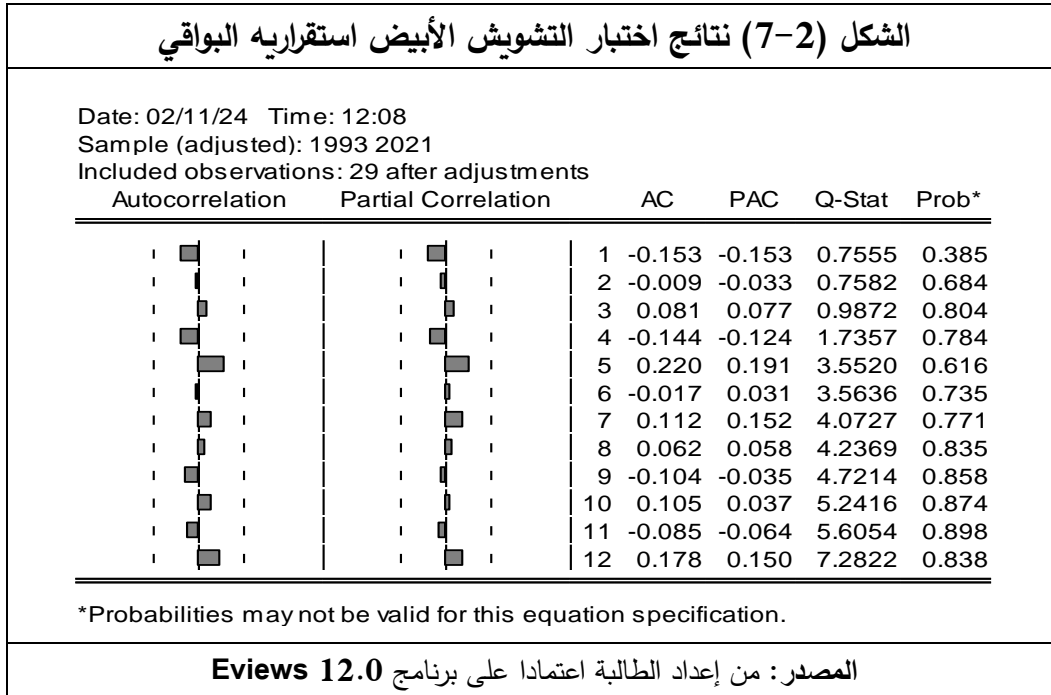 الشكل (2-7) نتائج اختبار التشويش الأبيض استقراريه البواقي
Date: 02/11/24 Time: 12:08
Sample (adjusted): 1993 2021
Included observations: 29 after adjustments
Autocorrelation Partial Correlation AC PAC Q-Stat Prob*
1 -0.153 -0.153 0.7555 0.385
2 -0.009 -0.033 0.7582 0.684
3 0.081 0.077 0.9872 0.804
4 -0.144 -0.124 1.7357 0.784
5 0.220 0.191 3.5520 0.616
6 -0.017 0.031 3.5636 0.735
7 0.112 0.152 4.0727 0.771
8 0.062 0.058 4.2369 0.835
9 -0.104 -0.035 4.7214 0.858
10 0.105 0.037 5.2416 0.874
11 -0.085 -0.064 5.6054 0.898
12 0.178 0.150 7.2822 0.838
*Probabilities may not be valid for this equation specification.
المصدر: من إعداد الطالبة اعتمادا على برنامج Eviews 12.0